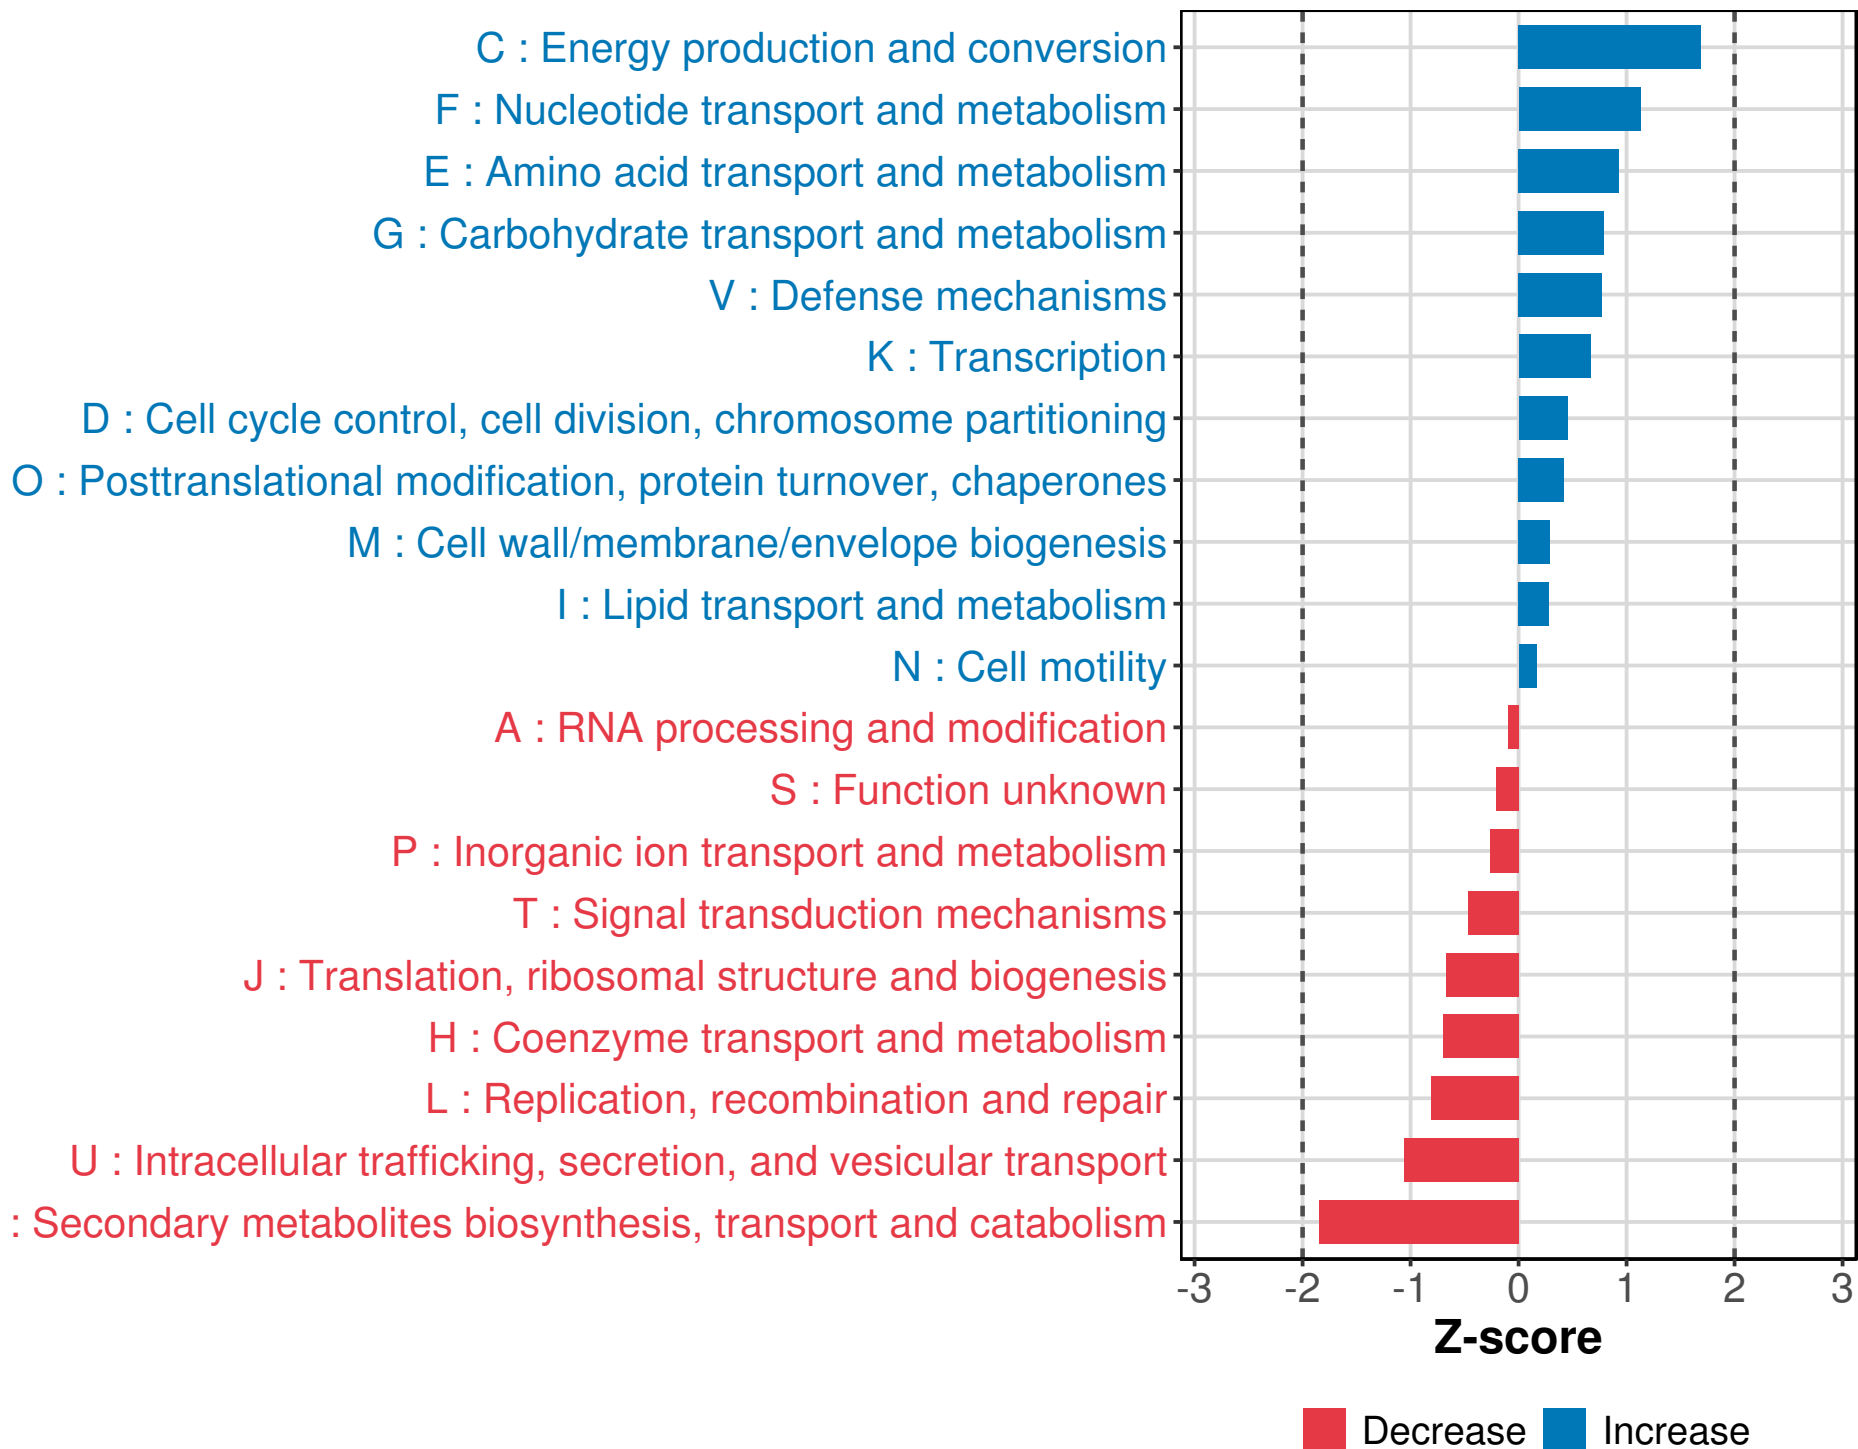 C : Energy production and conversion
F : Nucleotide transport and metabolism
E : Amino acid transport and metabolism
G : Carbohydrate transport and metabolism
V : Defense mechanisms
K : Transcription
D : Cell cycle control, cell division, chromosome partitioning
O : Posttranslational modification, protein turnover, chaperones
M : Cell wall/membrane/envelope biogenesis
I : Lipid transport and metabolism
N : Cell motility
A : RNA processing and modification
S : Function unknown
P : Inorganic ion transport and metabolism
T : Signal transduction mechanisms
J : Translation, ribosomal structure and biogenesis
H : Coenzyme transport and metabolism
L : Replication, recombination and repair
U : Intracellular trafficking, secretion, and vesicular transport
: Secondary metabolites biosynthesis, transport and catabolism
-3 -2 -1 0 1 2 3
Z-score
Decrease Increase